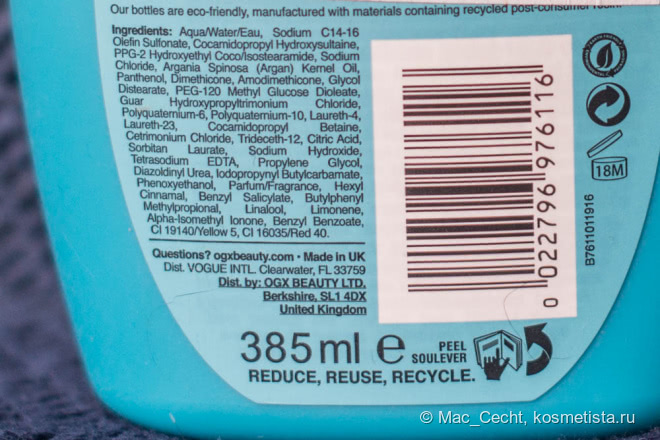 Our bottles are eco-friendly, manufactured with materials containing recycled post-consumer resin
Ingredients: Aqua/Water/Eau, Sodium C14-16
Olefin Sulfonate, Cocamidopropyl Hydroxysultaine,
PPG-2 Hydroxyethyl Coco/Isostearamide, Sodium
Chloride, Argania Spinosa (Argan) Kernel Oil,
Panthenol, Dimethicone, Amodimethicone, Glycol
Distearate, PEG-120 Methyl Glucose Dioleate,
Guar Hydroxypropyltrimonium Chloride,
Polyquaternium-6, Polyquaternium-10, Laureth-4,
Laureth-23, Cocamidopropyl Betaine,
Cetrimonium Chloride, Trideceth-12, Citric Acid,
Sorbitan Laurate, Sodium Hydroxide,
Tetrasodium EDTA, Propylene Glycol,
Diazoldinyl Urea, Iodopropynyl Butylcarbamate,
Phenoxyethanol, Parfum/Fragrance, Hexyl
Cinnamal, Benzyl Salicylate, Butylphenyl
Methylpropional, Linalool, Limonene,
Alpha-Isomethyl Ionone, Benzyl Benzoate,
CI 19140/Yellow 5, CI 16035/Red 40.
Questions? ogxbeauty.com • Made in UK
Dist. VOGUE INTL. Clearwater, FL 33759
Dist. by: OGX BEAUTY LTD.
Berkshire, SL1 4DX
United Kingdom
0 022796 976116
18M
B7611011916
385 ml e
PEEL
SOULEVER
REDUCE, REUSE, RECYCLE.
© Mac_Cecht, kosmetista.ru